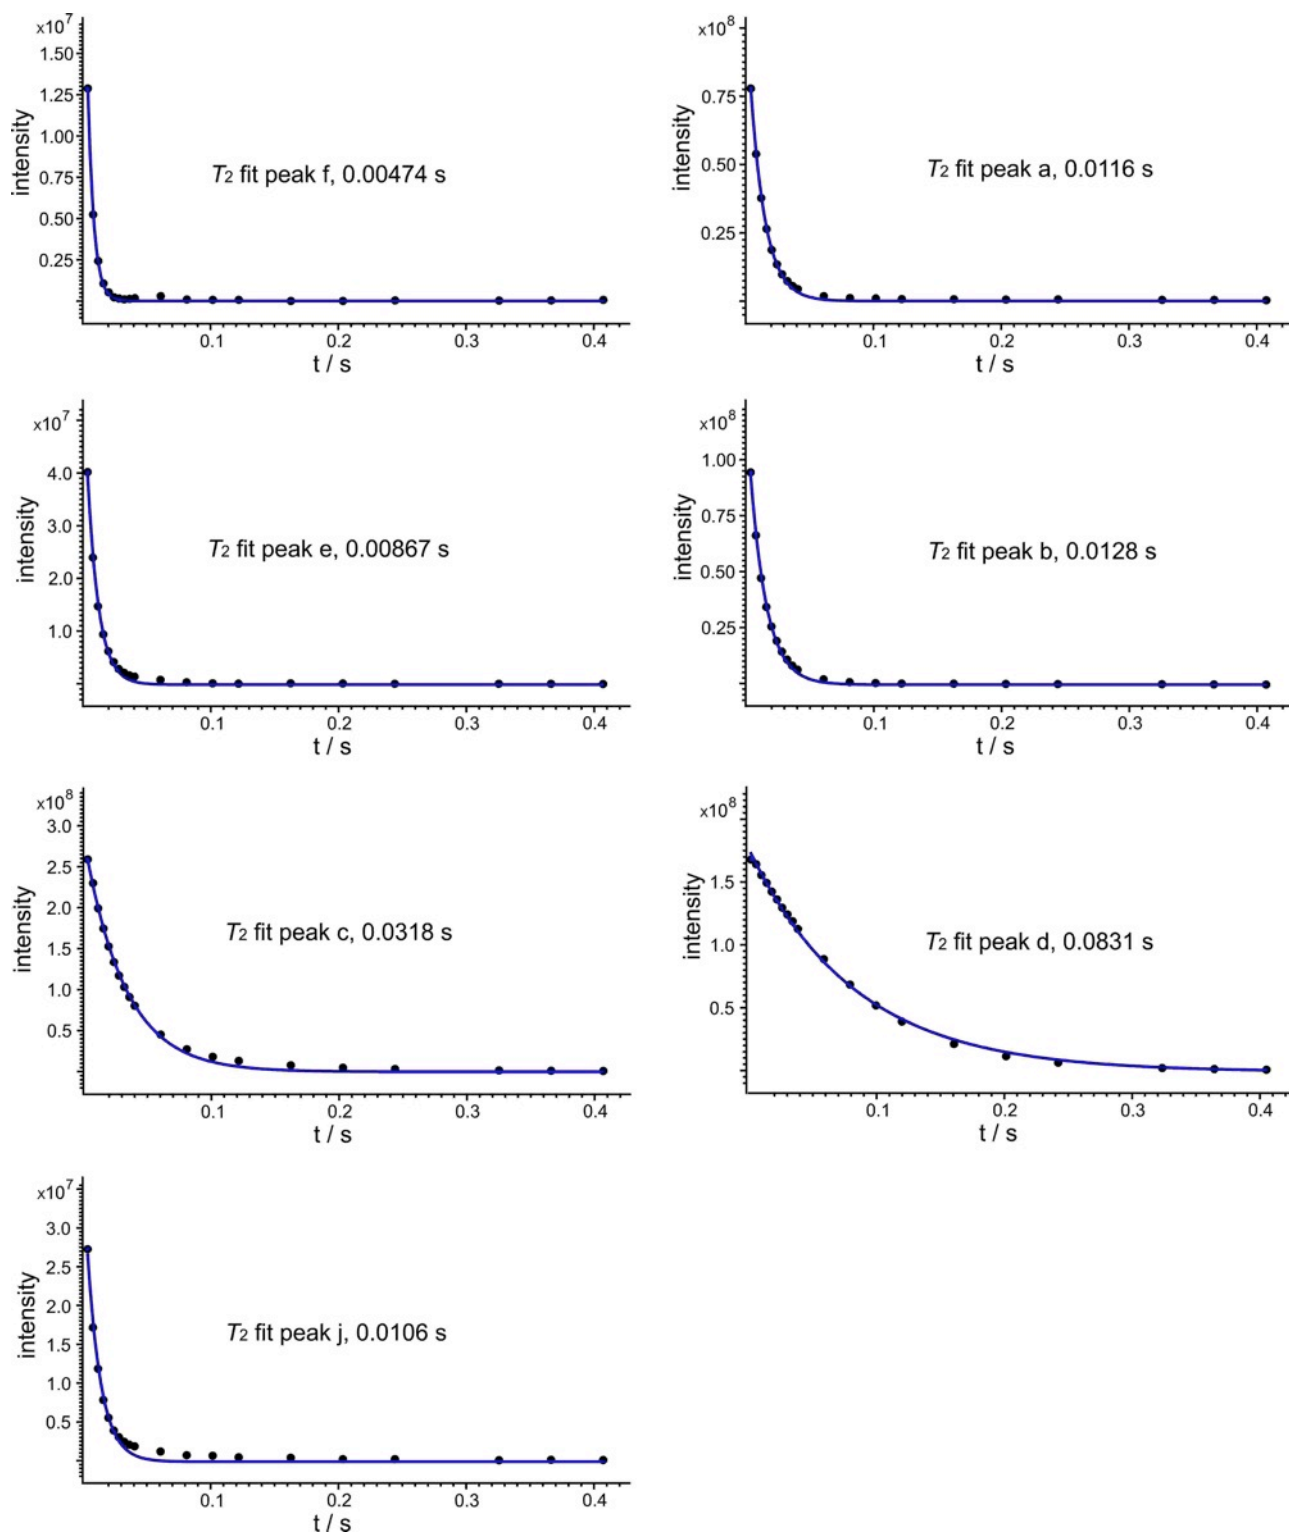 x10⁷
1.50
1.25
1.00
0.75
0.50
0.25
intensity
T₂ fit peak f, 0.00474 s
0.1 0.2 0.3 0.4
t / s
x10⁸
0.75
0.50
0.25
intensity
T₂ fit peak a, 0.0116 s
0.1 0.2 0.3 0.4
t / s
x10⁷
4.0
3.0
2.0
1.0
intensity
T₂ fit peak e, 0.00867 s
0.1 0.2 0.3 0.4
t / s
x10⁸
1.00
0.75
0.50
0.25
intensity
T₂ fit peak b, 0.0128 s
0.1 0.2 0.3 0.4
t / s
x10⁸
3.0
2.5
2.0
1.5
1.0
0.5
intensity
T₂ fit peak c, 0.0318 s
0.1 0.2 0.3 0.4
t / s
x10⁸
1.5
1.0
0.5
intensity
T₂ fit peak d, 0.0831 s
0.1 0.2 0.3 0.4
t / s
x10⁷
3.0
2.5
2.0
1.5
1.0
0.5
intensity
T₂ fit peak j, 0.0106 s
0.1 0.2 0.3 0.4
t / s